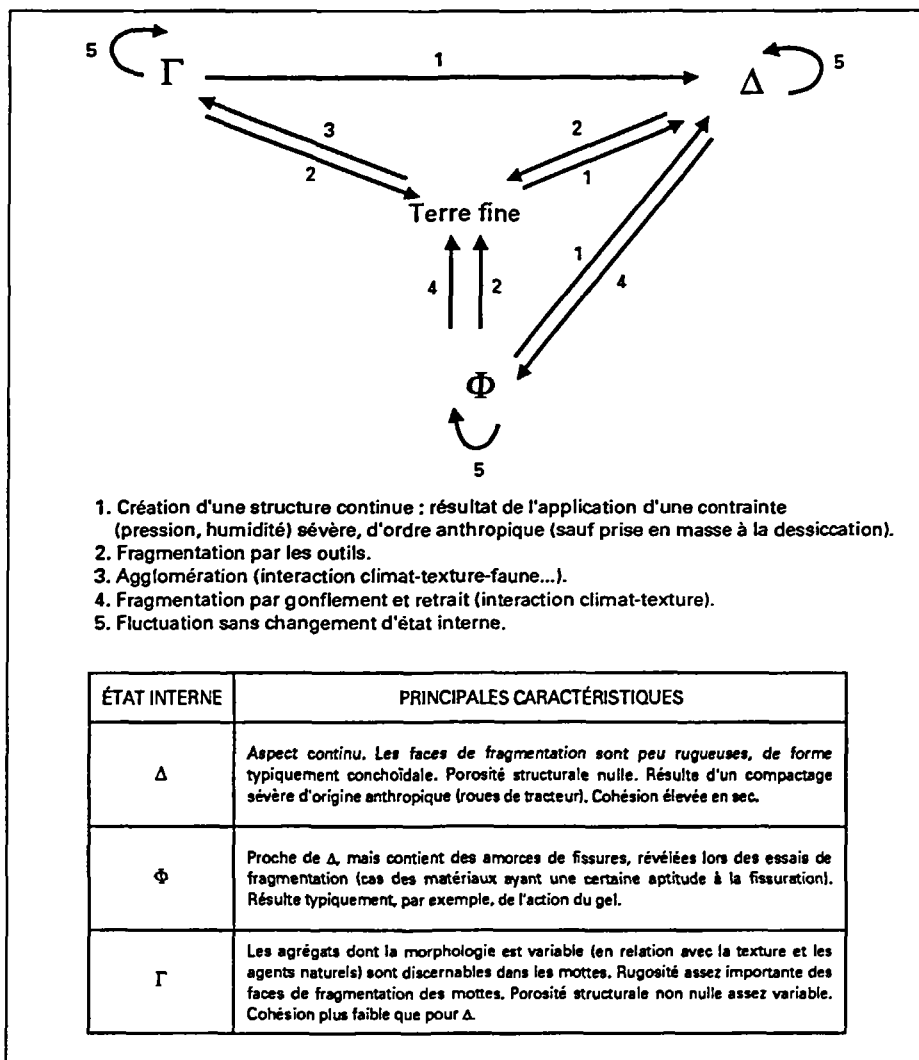 5
Γ
1
Δ
5
3
2
2
1
Terre fine
1
4
4
2
Φ
5
1. Création d'une structure continue : résultat de l'application d'une contrainte
(pression, humidité) sévère, d'ordre anthropique (sauf prise en masse à la dessiccation).
2. Fragmentation par les outils.
3. Agglomération (interaction climat-texture-faune...).
4. Fragmentation par gonflement et retrait (interaction climat-texture).
5. Fluctuation sans changement d'état interne.
ÉTAT INTERNE
PRINCIPALES CARACTÉRISTIQUES
Δ
Aspect continu. Les faces de fragmentation sont peu rugueuses, de forme
typiquement conchoïdale. Porosité structurale nulle. Résulte d'un compactage
sévère d'origine anthropique (roues de tracteur). Cohésion élevée en sec.
Φ
Proche de Δ, mais contient des amorces de fissures, révélées lors des essais de
fragmentation (cas des matériaux ayant une certaine aptitude à la fissuration).
Résulte typiquement, par exemple, de l'action du gel.
Γ
Les agrégats dont la morphologie est variable (en relation avec la texture et les
agents naturels) sont discernables dans les mottes. Rugosité assez importante des
faces de fragmentation des mottes. Porosité structurale non nulle assez variable.
Cohésion plus faible que pour Δ.